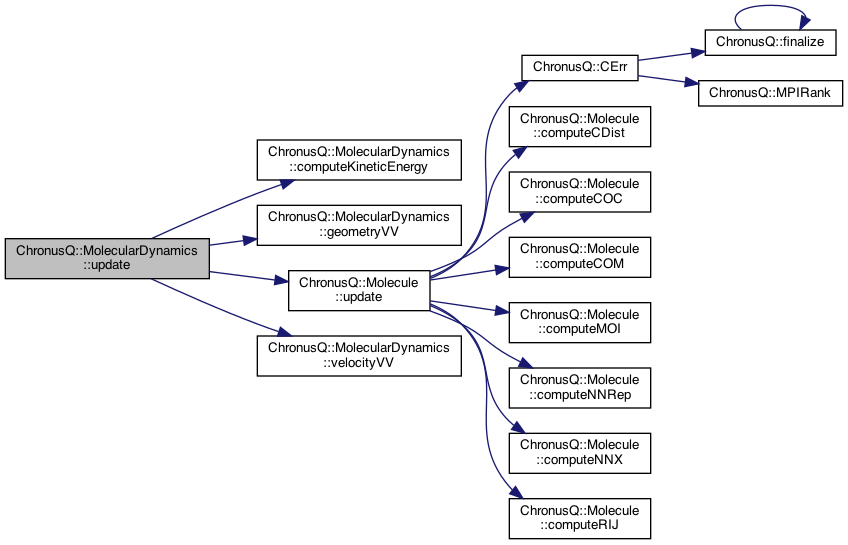 ChronusQ::MolecularDynamics
::update
ChronusQ::MolecularDynamics
::computeKineticEnergy
ChronusQ::MolecularDynamics
::geometryVV
ChronusQ::Molecule
::update
ChronusQ::MolecularDynamics
::velocityVV
ChronusQ::CErr
ChronusQ::Molecule
::computeCDist
ChronusQ::Molecule
::computeCOC
ChronusQ::Molecule
::computeCOM
ChronusQ::Molecule
::computeMOI
ChronusQ::Molecule
::computeNNRep
ChronusQ::Molecule
::computeNNX
ChronusQ::Molecule
::computeRIJ
ChronusQ::finalize
ChronusQ::MPIRank